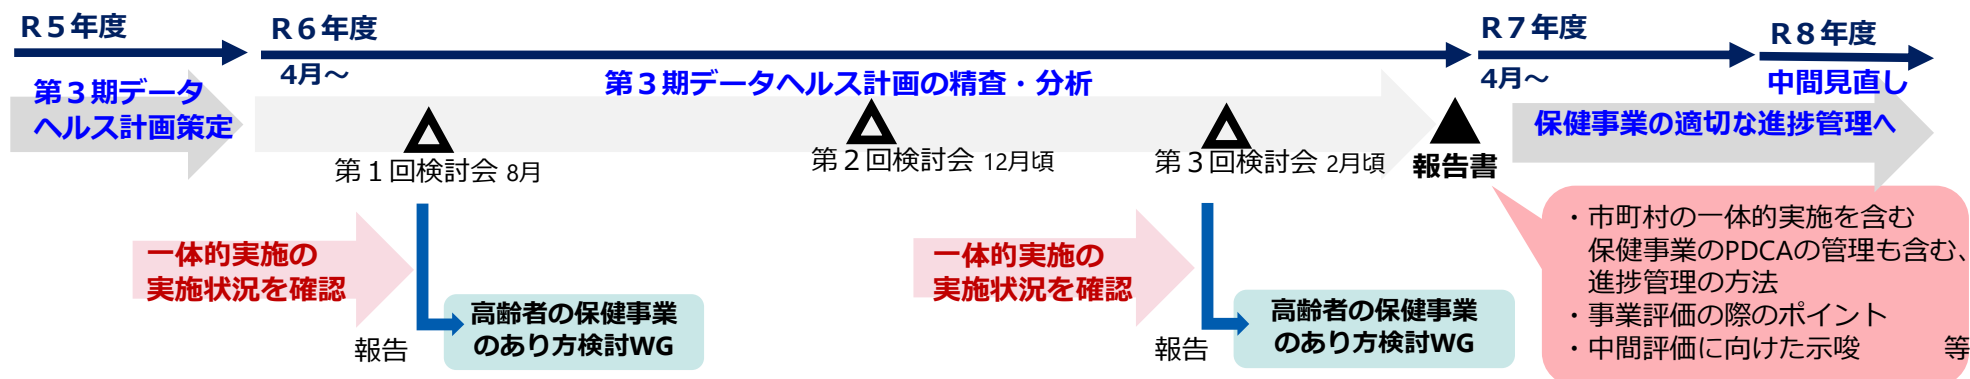 R5年度
R6年度
R7年度
R8年度
第3期データ
ヘルス計画策定
4月～
第3期データヘルス計画の精査・分析
4月～
中間見直し
保健事業の適切な進捗管理へ
第1回検討会 8月
第2回検討会 12月頃
第3回検討会 2月頃
報告書
一体的実施の
実施状況を確認
報告
高齢者の保健事業
のあり方検討WG
一体的実施の
実施状況を確認
報告
高齢者の保健事業
のあり方検討WG
・市町村の一体的実施を含む
保健事業のPDCAの管理も含む、
進捗管理の方法
・事業評価の際のポイント
・中間評価に向けた示唆 等